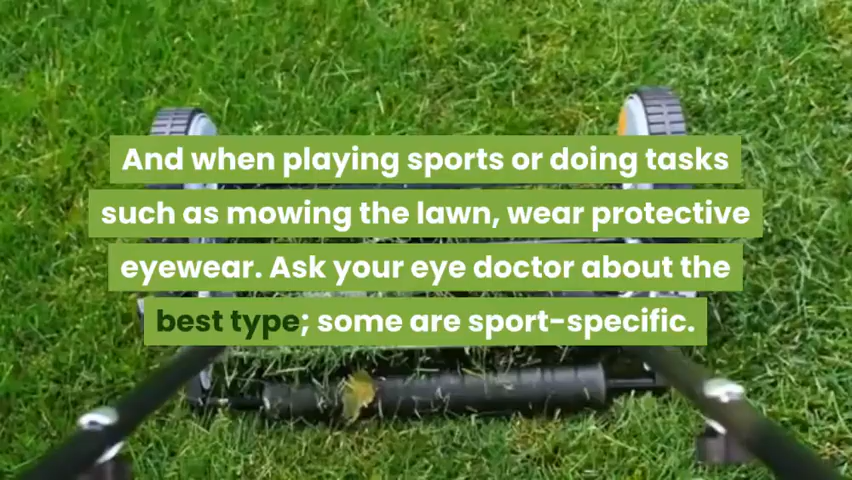 And when playing sports or doing tasks
such as mowing the lawn, wear protective
eyewear. Ask your eye doctor about the
best type; some are sport-specific.